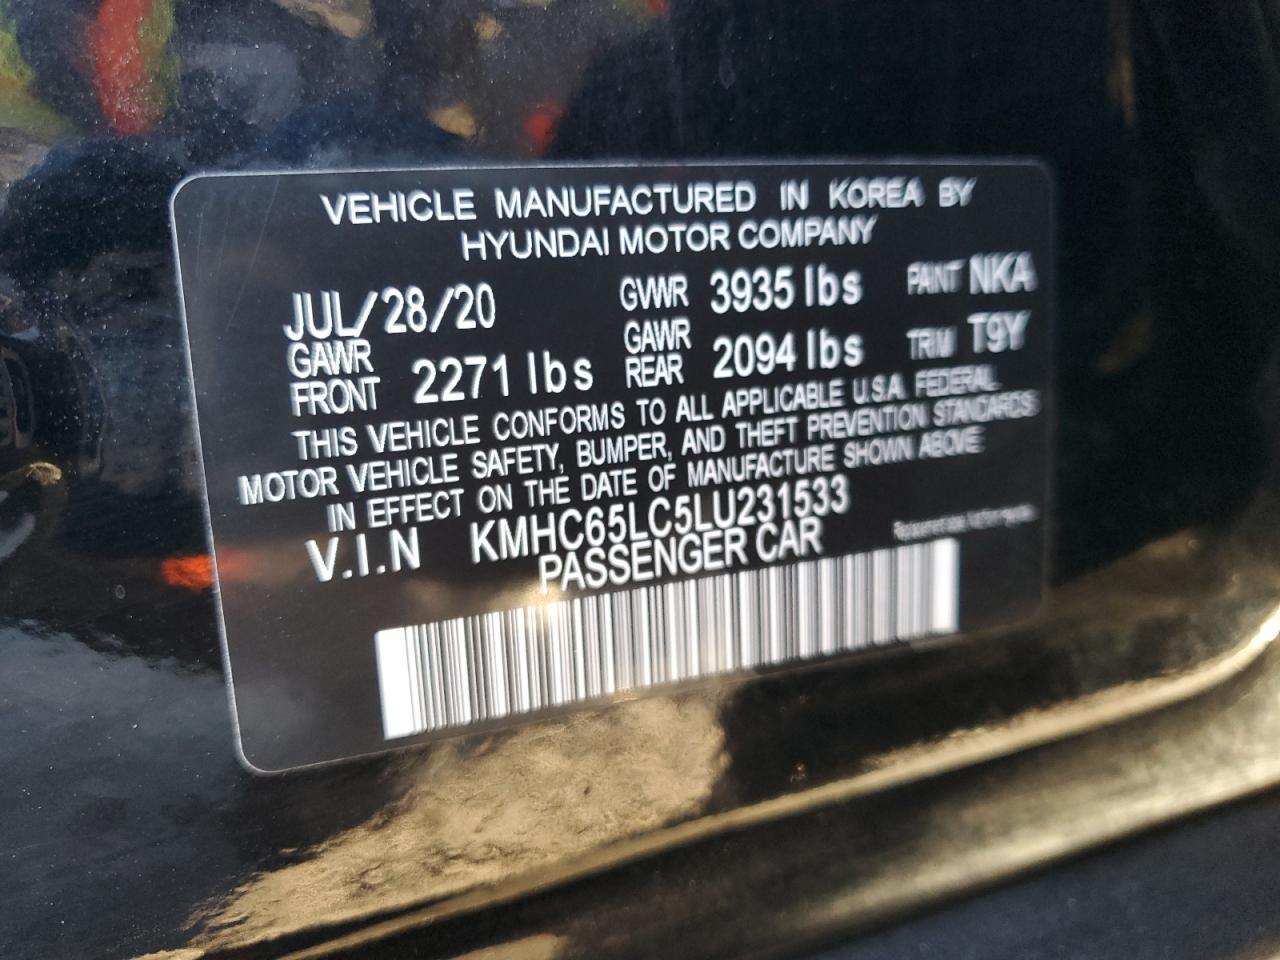 VEHICLE MANUFACTURED IN KOREA BY
HYUNDAI MOTOR COMPANY
JUL/28/20 GVWR 3935 lbs PAINT NKA
GAWR FRONT 2271 lbs GAWR REAR 2094 lbs TRIM T9Y
THIS VEHICLE CONFORMS TO ALL APPLICABLE U.S.A. FEDERAL
MOTOR VEHICLE SAFETY, BUMPER, AND THEFT PREVENTION STANDARDS
IN EFFECT ON THE DATE OF MANUFACTURE SHOWN ABOVE
V.I.N KMHC65LC5LU231533
PASSENGER CAR